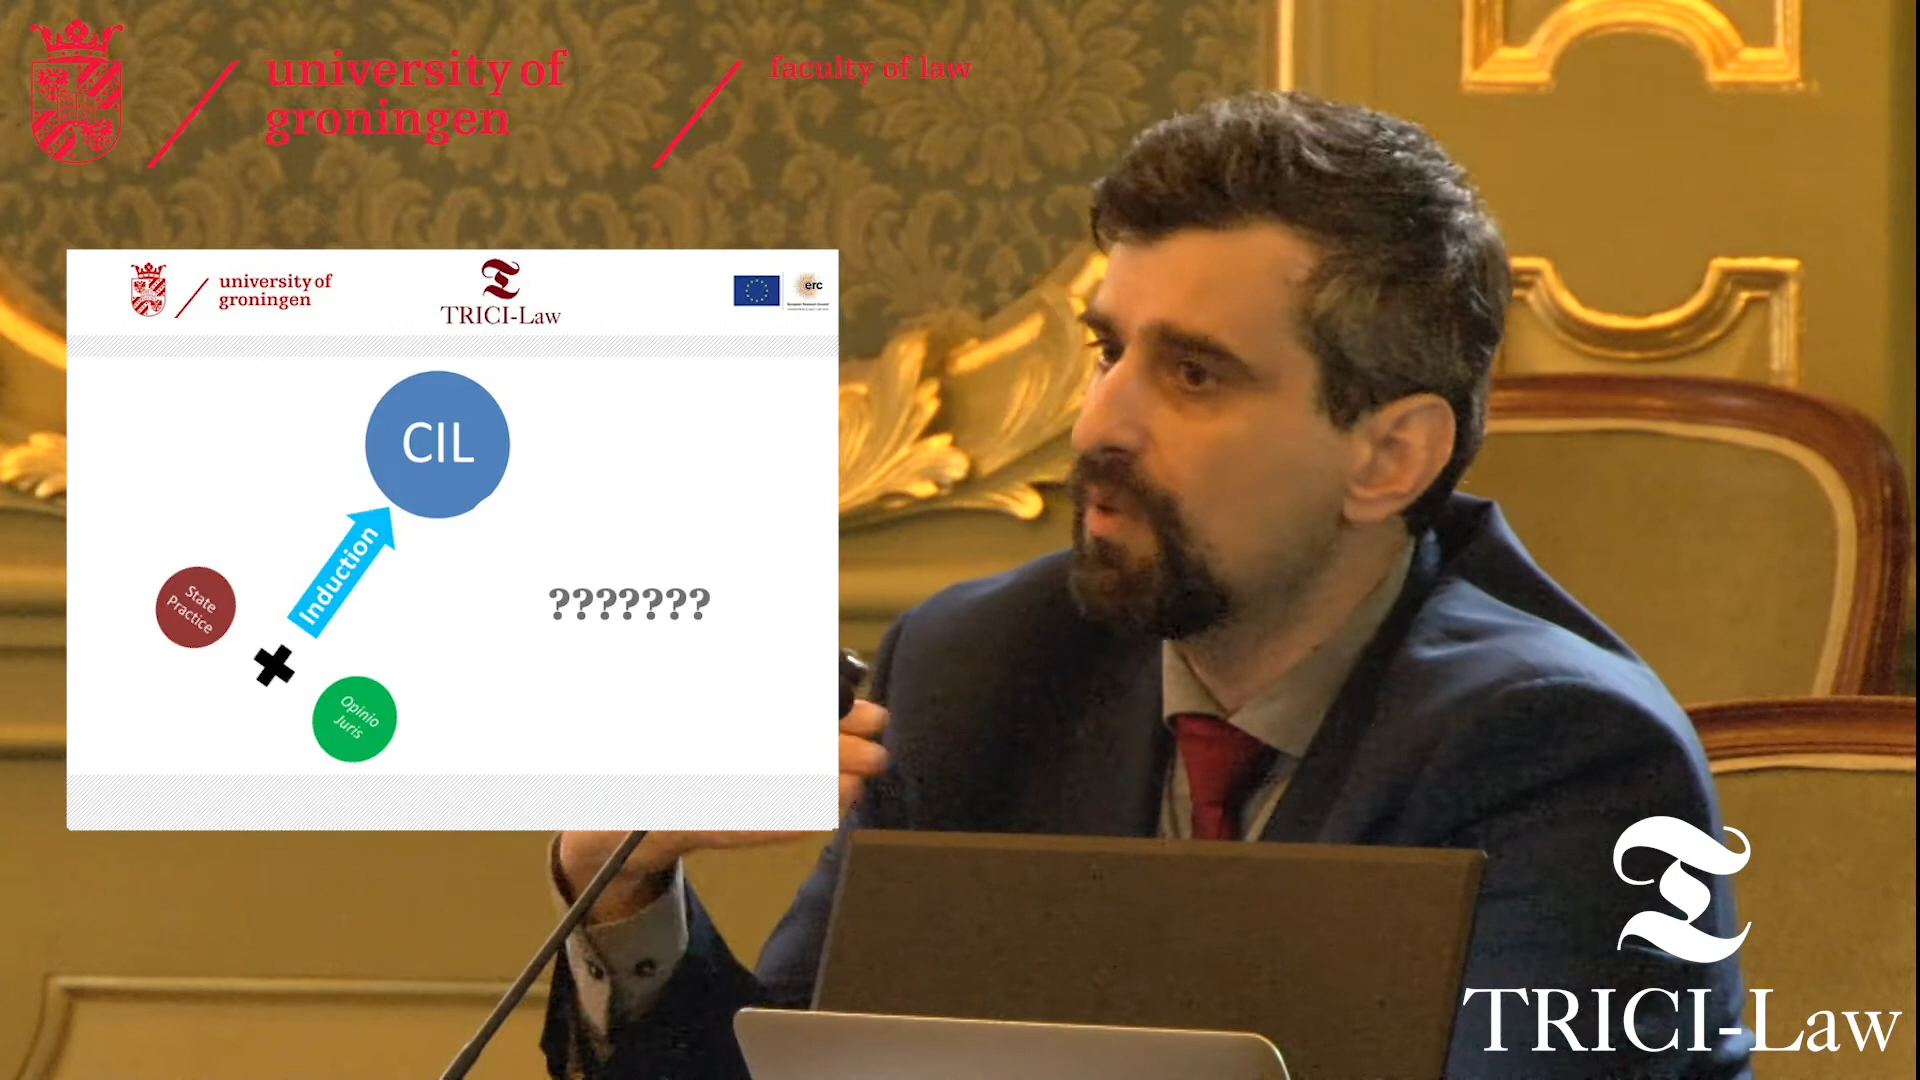 university of
groningen
faculty of law
university of
groningen
TRICI-Law
erc
CIL
Induction
State
Practice
???????
Opinio
Juris
TRICI-Law